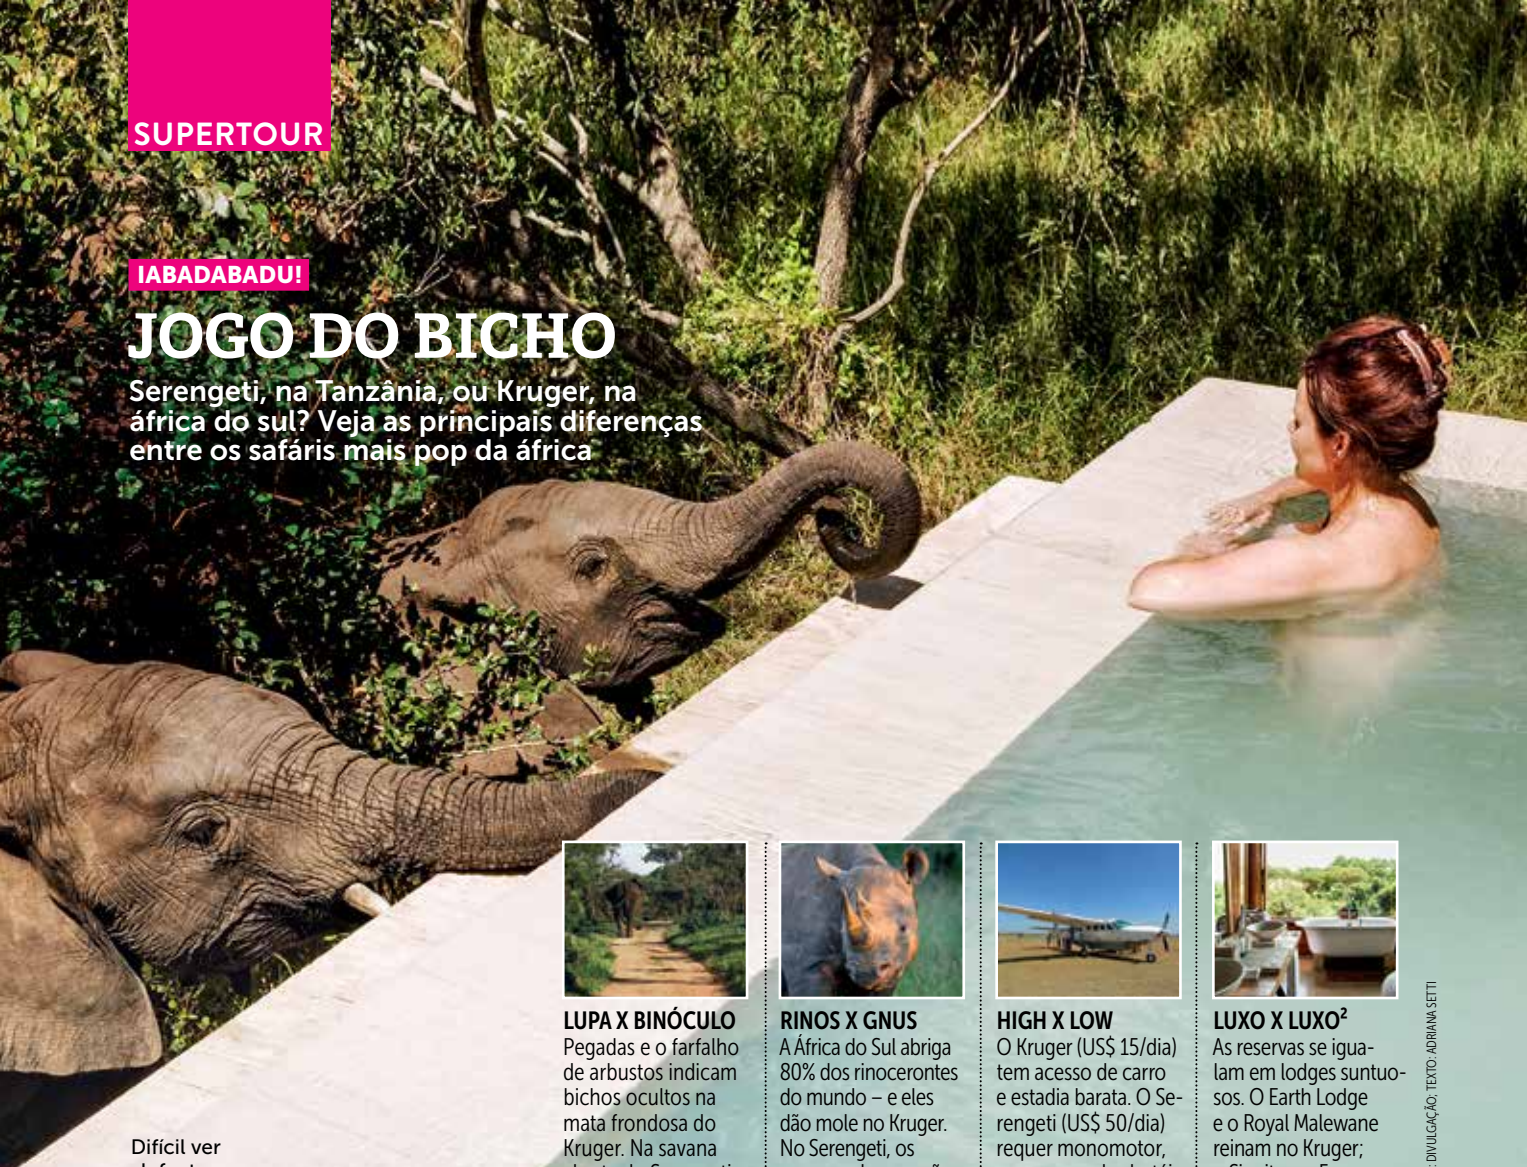 SUPERTOUR
IABADABADU!
JOGO DO BICHO
Serengeti, na Tanzânia, ou Kruger, na
áfrica do sul? Veja as principais diferenças
entre os safáris mais pop da áfrica
Difícil ver
LUPA X BINÓCULO
Pegadas e o farfalho
de arbustos indicam
bichos ocultos na
mata frondosa do
Kruger. Na savana
RINOS X GNUS
A África do Sul abriga
80% dos rinocerontes
do mundo – e eles
dão mole no Kruger.
No Serengeti, os
HIGH X LOW
O Kruger (US$ 15/dia)
tem acesso de carro
e estadia barata. O Se-
rengeti (US$ 50/dia)
requer monomotor,
LUXO X LUXO²
As reservas se igua-
lam em lodges suntuo-
sos. O Earth Lodge
e o Royal Malewane
reinam no Kruger;
DIVULGAÇÃO; TEXTO: ADRIANA SETTI